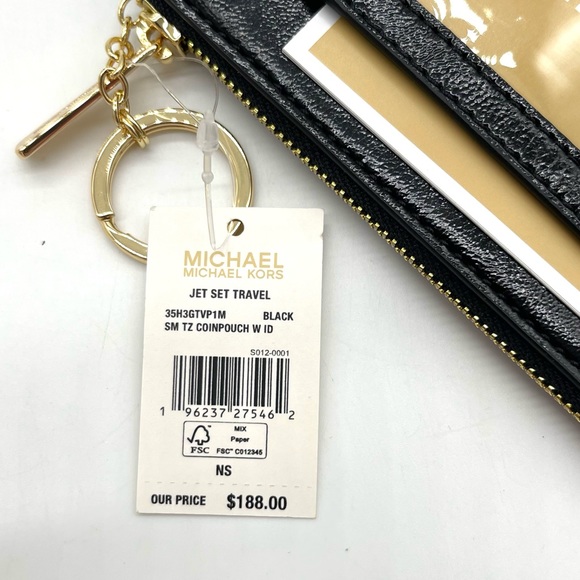 MICHAEL
MICHAEL KORS
JET SET TRAVEL
35H3GTVP1M BLACK
SM TZ COINPOUCH W ID
S012-0001
1 96237 27546 2
FSC
MIX
Paper
FSC™ C012345
NS
OUR PRICE $188.00